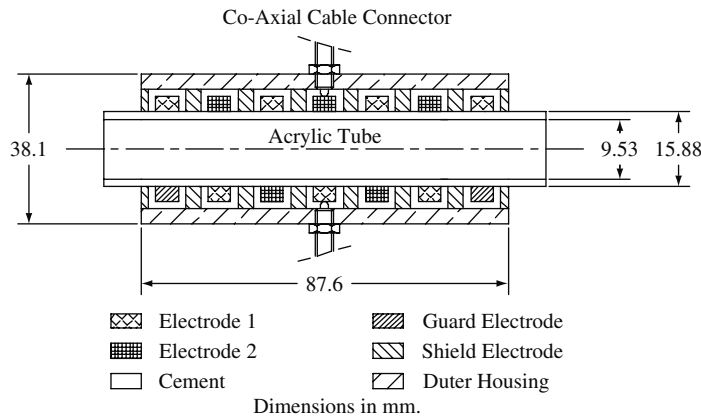 Co-Axial Cable Connector
Acrylic Tube
38.1
9.53
15.88
87.6
Electrode 1
Guard Electrode
Electrode 2
Shield Electrode
Cement
Duter Housing
Dimensions in mm.